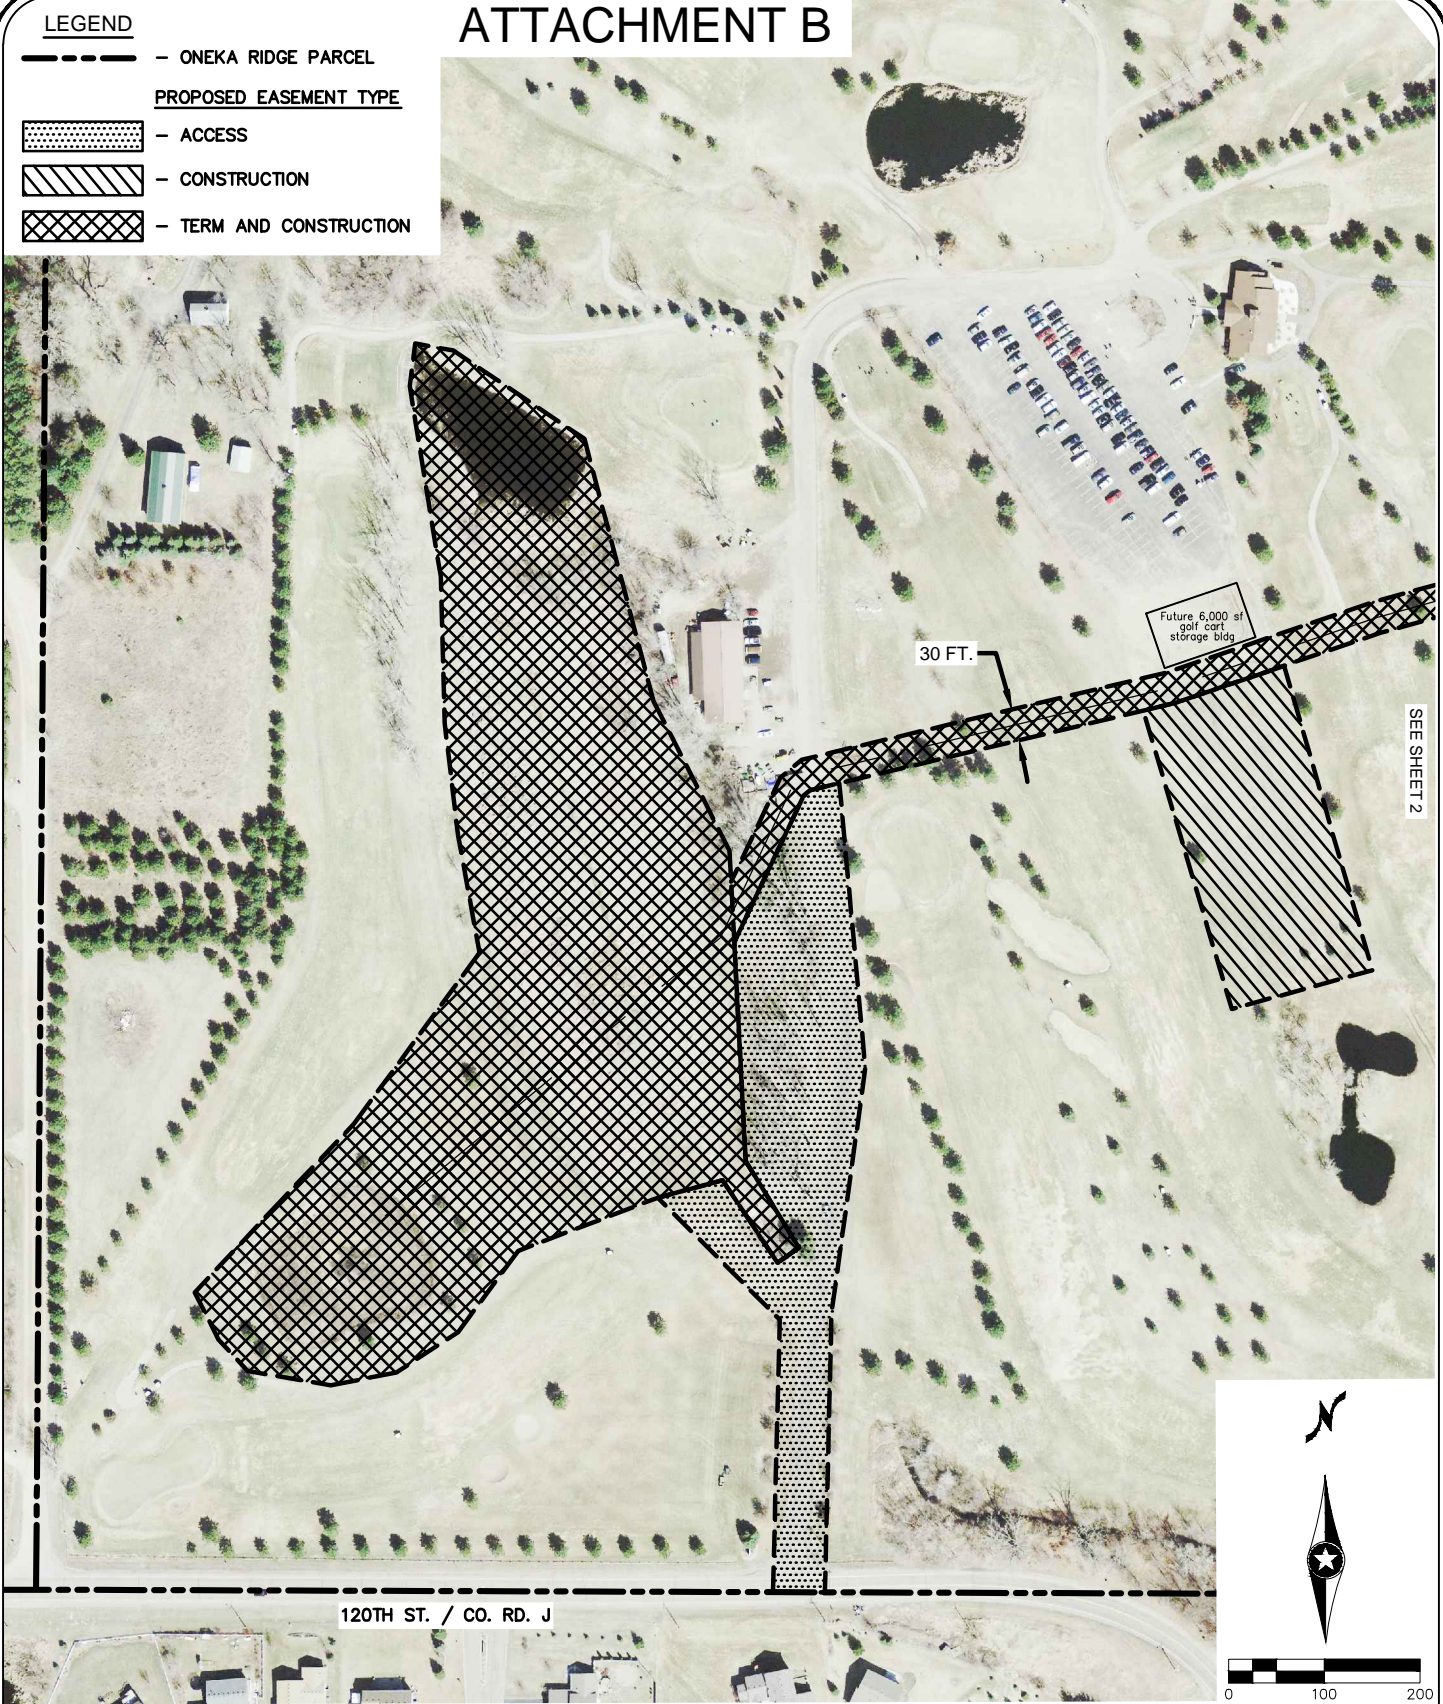 ATTACHMENT B
LEGEND
- ONEKA RIDGE PARCEL
PROPOSED EASEMENT TYPE
- ACCESS
- CONSTRUCTION
- TERM AND CONSTRUCTION
Future 6,000 sf
golf cart
storage bldg
30 FT.
SEE SHEET 2
120TH ST. / CO. RD. J
N
0 100 200